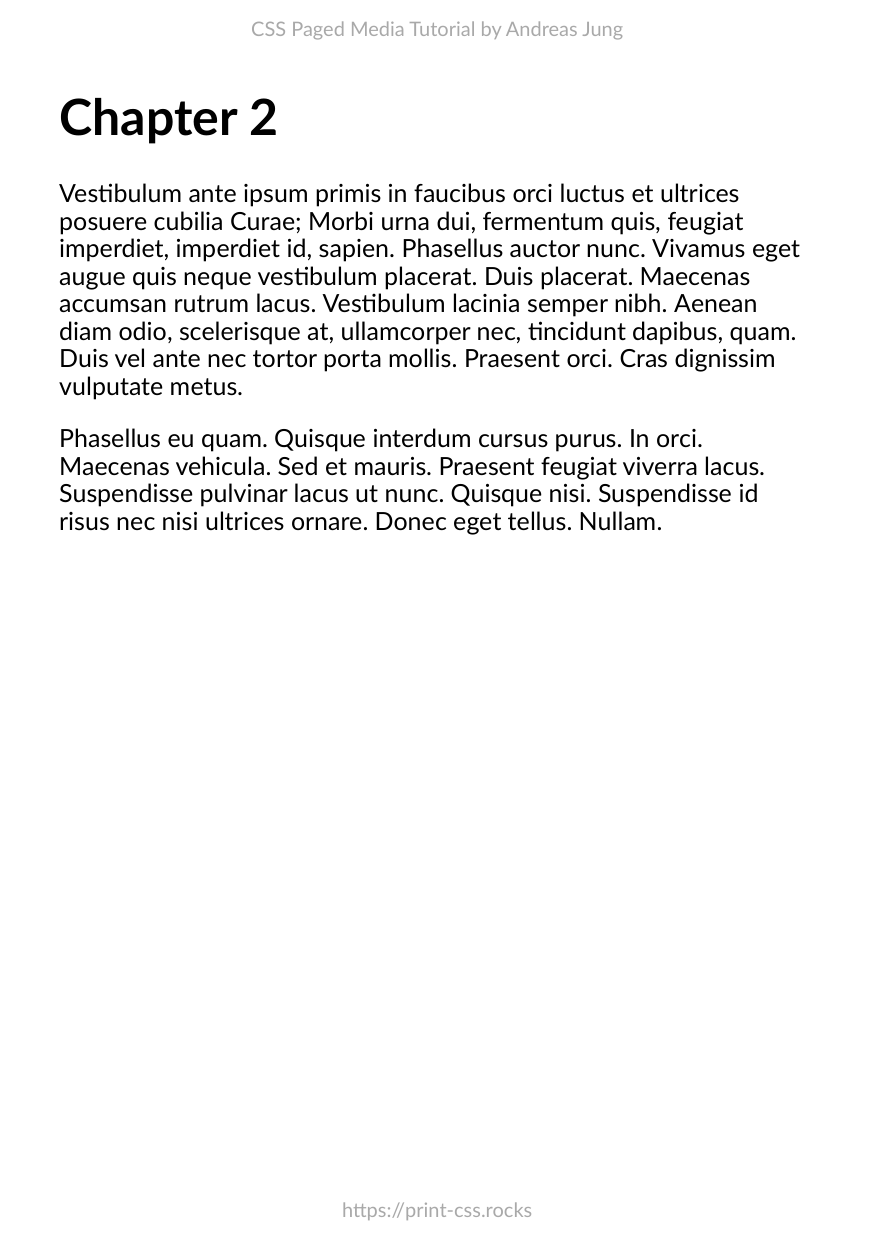 CSS Paged Media Tutorial by Andreas Jung
Chapter 2
Vestibulum ante ipsum primis in faucibus orci luctus et ultrices
posuere cubilia Curae; Morbi urna dui, fermentum quis, feugiat
imperdiet, imperdiet id, sapien. Phasellus auctor nunc. Vivamus eget
augue quis neque vestibulum placerat. Duis placerat. Maecenas
accumsan rutrum lacus. Vestibulum lacinia semper nibh. Aenean
diam odio, scelerisque at, ullamcorper nec, tincidunt dapibus, quam.
Duis vel ante nec tortor porta mollis. Praesent orci. Cras dignissim
vulputate metus.
Phasellus eu quam. Quisque interdum cursus purus. In orci.
Maecenas vehicula. Sed et mauris. Praesent feugiat viverra lacus.
Suspendisse pulvinar lacus ut nunc. Quisque nisi. Suspendisse id
risus nec nisi ultrices ornare. Donec eget tellus. Nullam.
https://print-css.rocks